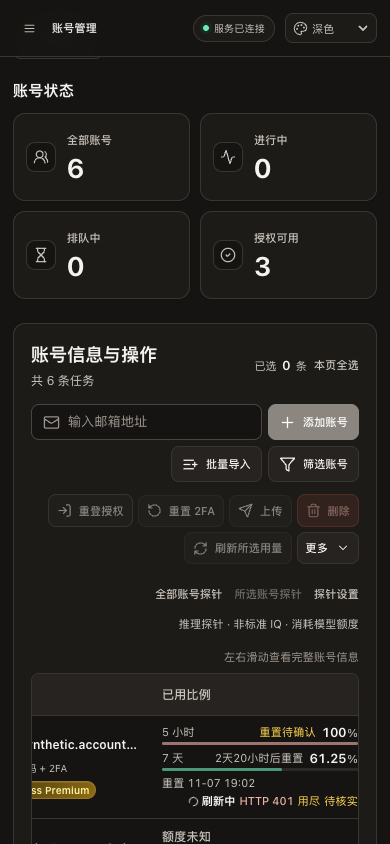 账号管理
服务已连接
深色
账号状态
全部账号
6
进行中
0
排队中
0
授权可用
3
账号信息与操作
共 6 条任务
已选 0 条 本页全选
输入邮箱地址
添加账号
批量导入
筛选账号
重登授权
重置 2FA
上传
删除
刷新所选用量
更多
全部账号探针 所选账号探针 探针设置
推理探针 · 非标准 IQ · 消耗模型额度
左右滑动查看完整账号信息
已用比例
nthetic.account...
+ 2FA
ss Premium
5 小时 重置待确认 100%
7 天 2天20小时后重置 61.25%
重置 11-07 19:02
刷新中 HTTP 401 用尽 待核实
额度未知